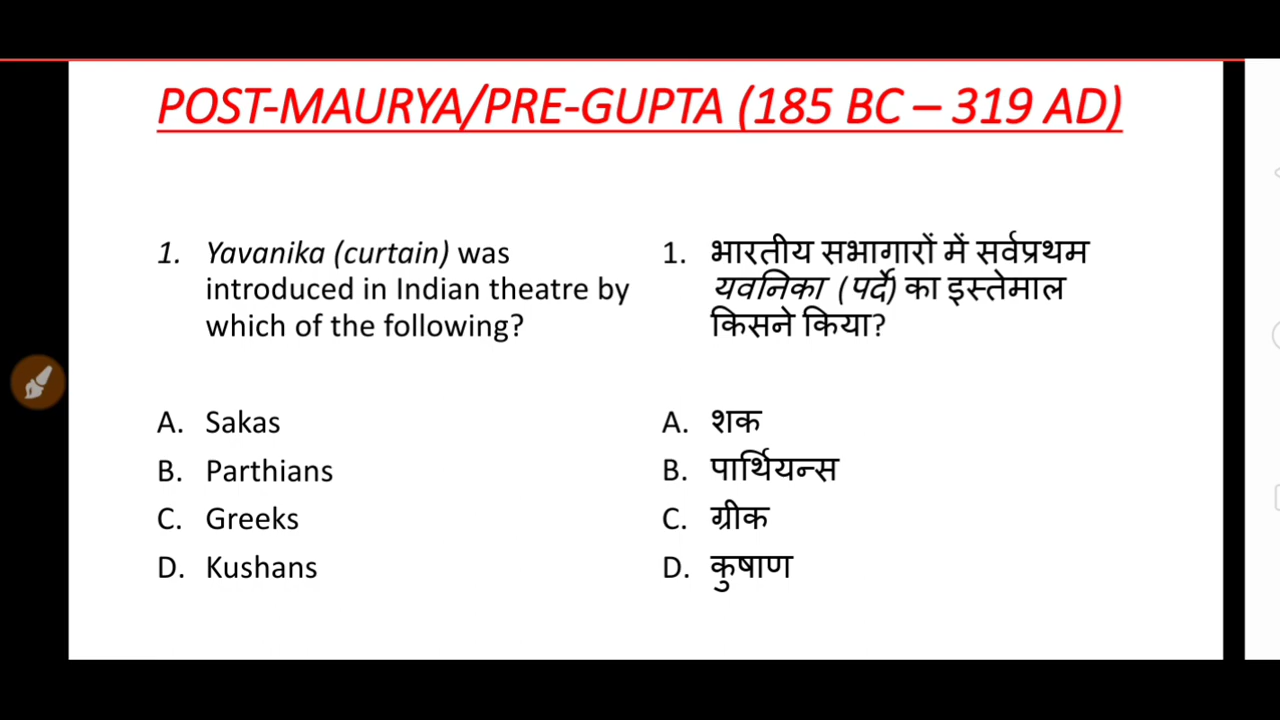 POST-MAURYA/PRE-GUPTA (185 BC – 319 AD)
1. Yavanika (curtain) was
introduced in Indian theatre by
which of the following?
A. Sakas
B. Parthians
C. Greeks
D. Kushans
1. भारतीय सभागारों में सर्वप्रथम
यवनिका (पर्दे) का इस्तेमाल
किसने किया?
A. शक
B. पार्थियन्स
C. ग्रीक
D. कुषाण